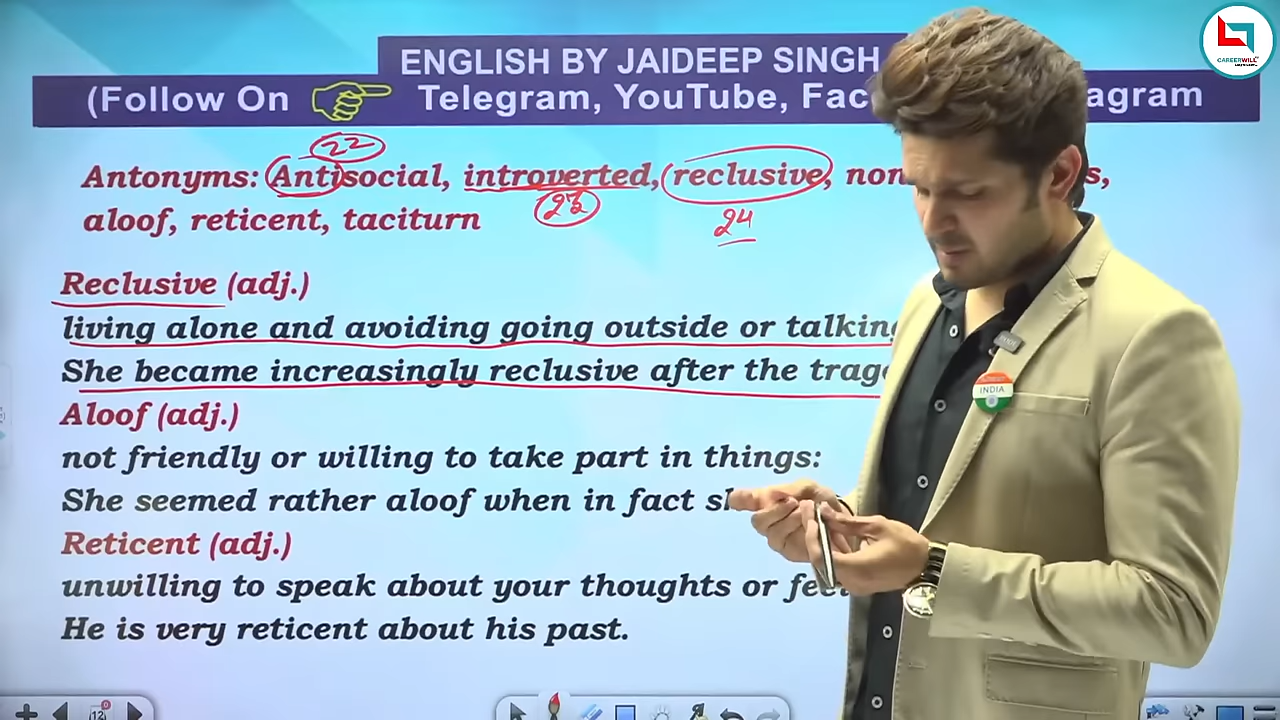 ENGLISH BY JAIDEEP SINGH
(Follow On Telegram, YouTube, Fac agram
22
Antonyms: Antisocial, introverted, reclusive, non s,
23 24
aloof, reticent, taciturn
Reclusive (adj.)
living alone and avoiding going outside or talking
She became increasingly reclusive after the trage
Aloof (adj.)
not friendly or willing to take part in things:
She seemed rather aloof when in fact sh
Reticent (adj.)
unwilling to speak about your thoughts or feel
He is very reticent about his past.
CAREERWILL
INDIA
12